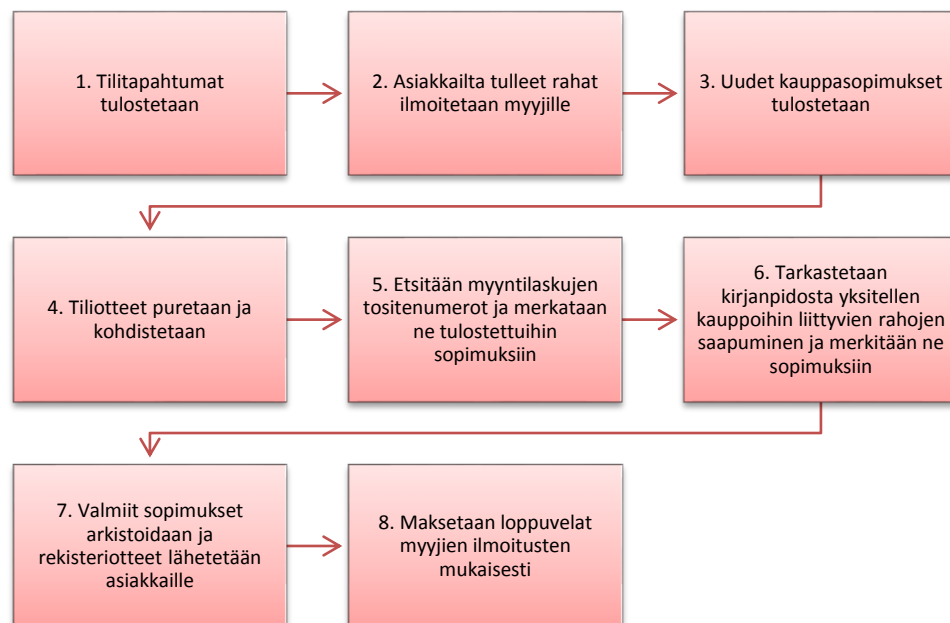 1. Tilitapahtumat
tulostetaan
2. Asiakkailta tulleet rahat
ilmoitetaan myyjille
3. Uudet kauppasopimukset
tulostetaan
4. Tiliotteet puretaan ja
kohdistetaan
5. Etsitään myyntilaskujen
tositenumerot ja merkataan
ne tulostettuihin
sopimuksiin
6. Tarkastetaan
kirjanpidosta yksitellen
kauppoihin liittyvien rahojen
saapuminen ja merkitään ne
sopimuksiin
7. Valmiit sopimukset
arkistoidaan ja
rekisteriotteet lähetetään
asiakkaille
8. Maksetaan loppuvelat
myyjien ilmoitusten
mukaisesti